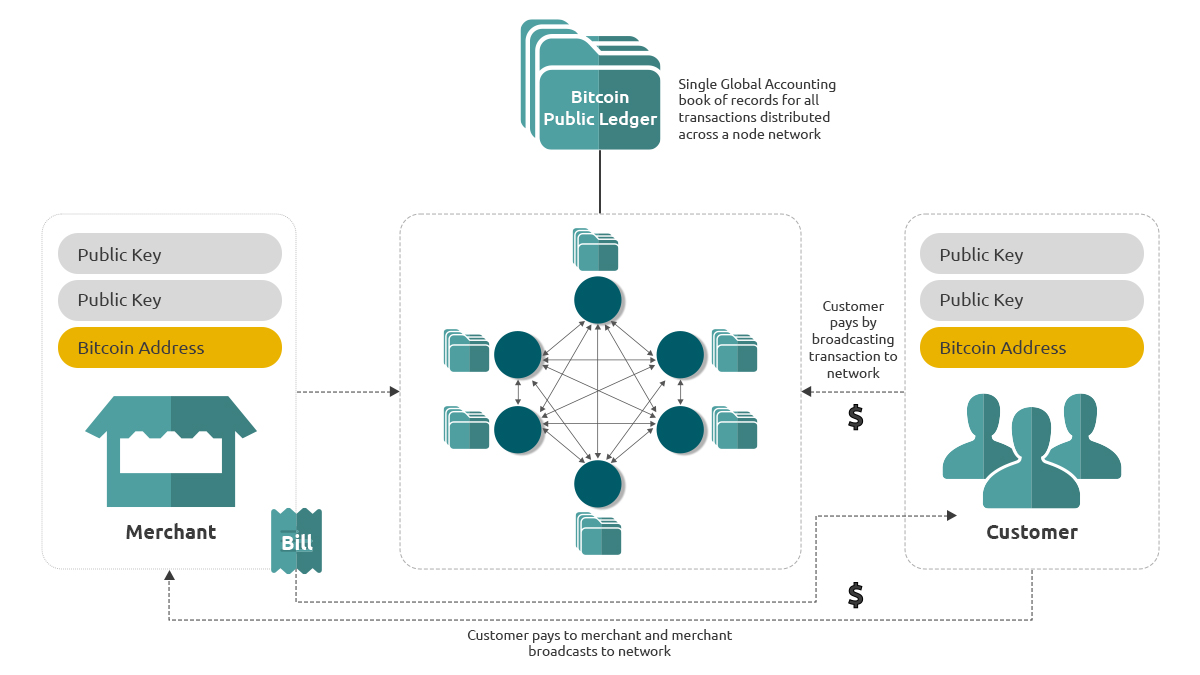 Bitcoin
Public Ledger
Single Global Accounting
book of records for all
transactions distributed
across a node network
Public Key
Public Key
Bitcoin Address
Merchant
Bill
Customer
pays by
broadcasting
transaction to
network
$
Public Key
Public Key
Bitcoin Address
Customer
$
Customer pays to merchant and merchant
broadcasts to network